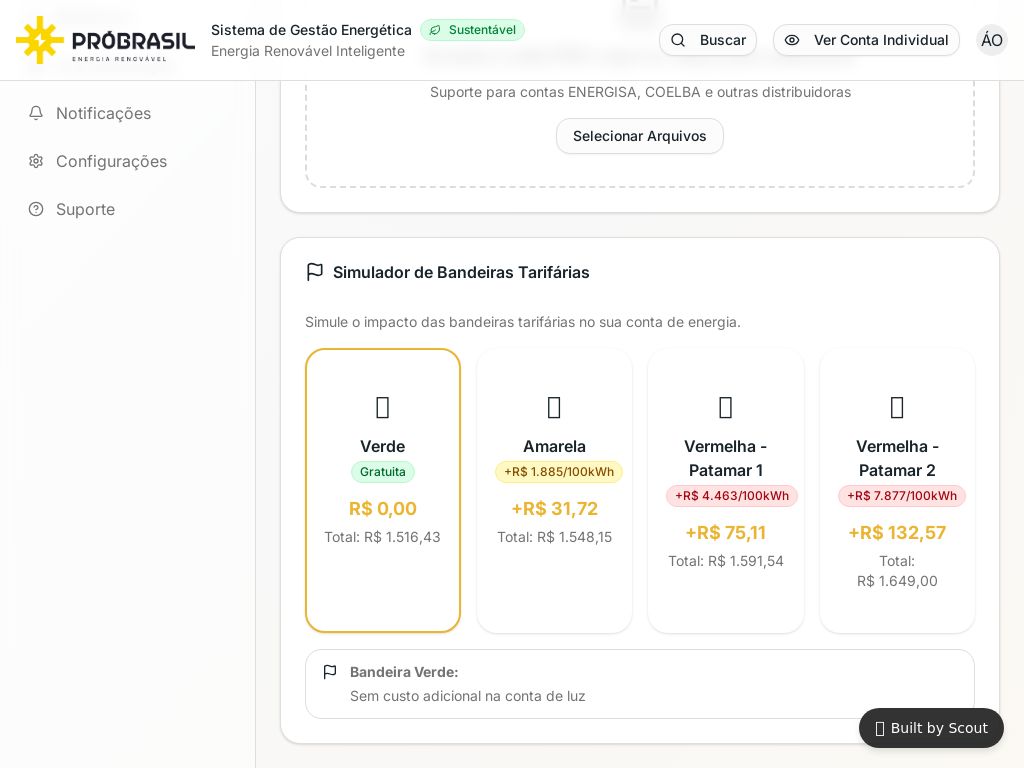 PRÓBRASIL
ENERGIA RENOVÁVEL
Sistema de Gestão Energética
Sustentável
Energia Renovável Inteligente
Buscar
Ver Conta Individual
ÁO
Notificações
Configurações
Suporte
Suporte para contas ENERGISA, COELBA e outras distribuidoras
Selecionar Arquivos
Simulador de Bandeiras Tarifárias
Simule o impacto das bandeiras tarifárias no sua conta de energia.
Verde
Gratuita
R$ 0,00
Total: R$ 1.516,43
Amarela
+R$ 1.885/100kWh
+R$ 31,72
Total: R$ 1.548,15
Vermelha -
Patamar 1
+R$ 4.463/100kWh
+R$ 75,11
Total: R$ 1.591,54
Vermelha -
Patamar 2
+R$ 7.877/100kWh
+R$ 132,57
Total:
R$ 1.649,00
Bandeira Verde:
Sem custo adicional na conta de luz
Built by Scout